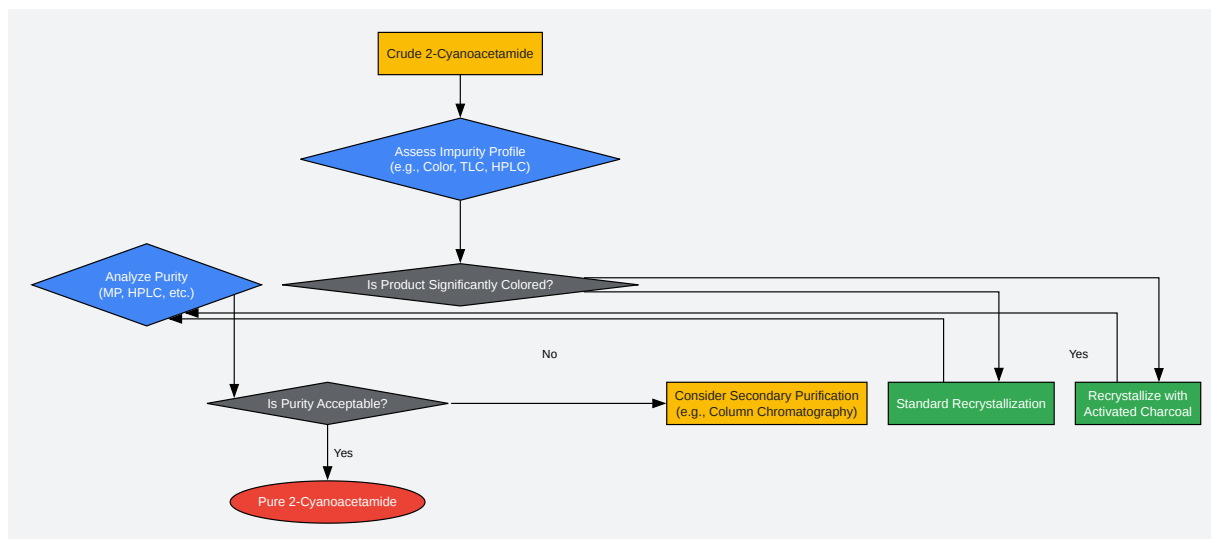 Crude 2-Cyanoacetamide
Assess Impurity Profile
(e.g., Color, TLC, HPLC)
Analyze Purity
(MP, HPLC, etc.)
Is Product Significantly Colored?
No
Yes
Is Purity Acceptable?
Consider Secondary Purification
(e.g., Column Chromatography)
Standard Recrystallization
Recrystallize with
Activated Charcoal
Yes
Pure 2-Cyanoacetamide